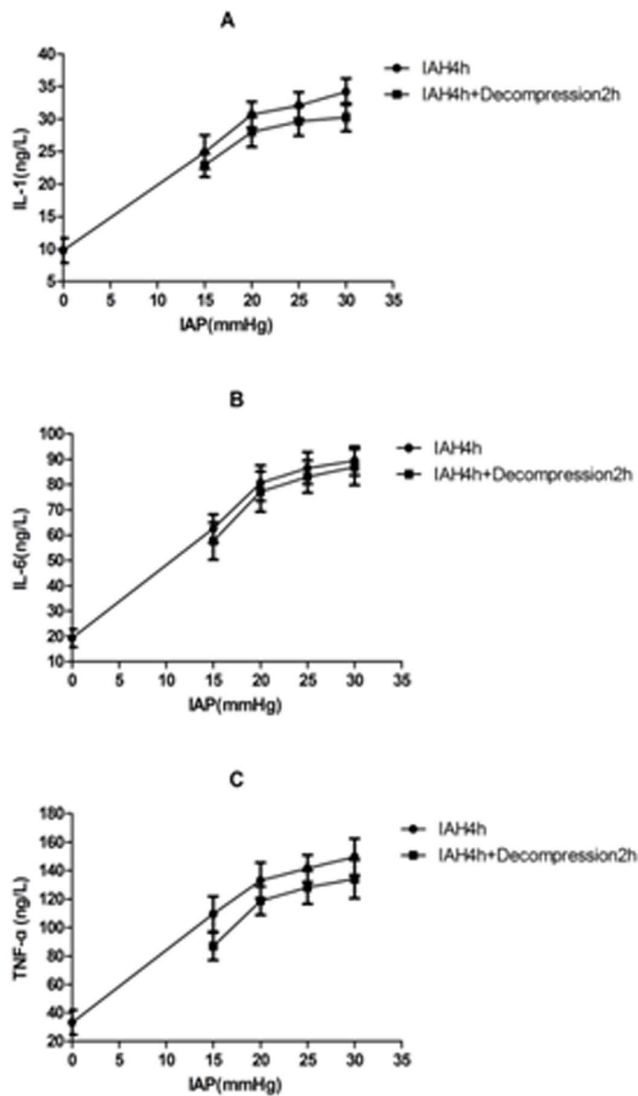 A
IL-1(ng/L)
40
35
30
25
20
15
10
5
0 5 10 15 20 25 30 35
IAP(mmHg)
IAH4h
IAH4h+Decompression2h
B
IL-6(ng/L)
100
90
80
70
60
50
40
30
20
10
0 5 10 15 20 25 30 35
IAP(mmHg)
IAH4h
IAH4h+Decompression2h
C
TNF-α (ng/L)
180
160
140
120
100
80
60
40
20
0 5 10 15 20 25 30 35
IAP(mmHg)
IAH4h
IAH4h+Decompression2h